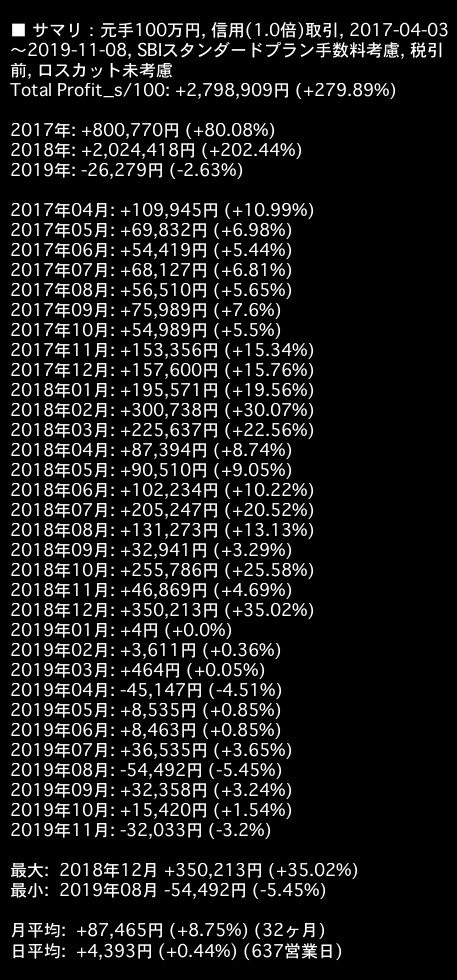 ■ サマリ : 元手100万円, 信用(1.0倍)取引, 2017-04-03
〜2019-11-08, SBIスタンダードプラン手数料考慮, 税引
前, ロスカット未考慮
Total Profit_s/100: +2,798,909円 (+279.89%)
2017年: +800,770円 (+80.08%)
2018年: +2,024,418円 (+202.44%)
2019年: -26,279円 (-2.63%)
2017年04月: +109,945円 (+10.99%)
2017年05月: +69,832円 (+6.98%)
2017年06月: +54,419円 (+5.44%)
2017年07月: +68,127円 (+6.81%)
2017年08月: +56,510円 (+5.65%)
2017年09月: +75,989円 (+7.6%)
2017年10月: +54,989円 (+5.5%)
2017年11月: +153,356円 (+15.34%)
2017年12月: +157,600円 (+15.76%)
2018年01月: +195,571円 (+19.56%)
2018年02月: +300,738円 (+30.07%)
2018年03月: +225,637円 (+22.56%)
2018年04月: +87,394円 (+8.74%)
2018年05月: +90,510円 (+9.05%)
2018年06月: +102,234円 (+10.22%)
2018年07月: +205,247円 (+20.52%)
2018年08月: +131,273円 (+13.13%)
2018年09月: +32,941円 (+3.29%)
2018年10月: +255,786円 (+25.58%)
2018年11月: +46,869円 (+4.69%)
2018年12月: +350,213円 (+35.02%)
2019年01月: +4円 (+0.0%)
2019年02月: +3,611円 (+0.36%)
2019年03月: +464円 (+0.05%)
2019年04月: -45,147円 (-4.51%)
2019年05月: +8,535円 (+0.85%)
2019年06月: +8,463円 (+0.85%)
2019年07月: +36,535円 (+3.65%)
2019年08月: -54,492円 (-5.45%)
2019年09月: +32,358円 (+3.24%)
2019年10月: +15,420円 (+1.54%)
2019年11月: -32,033円 (-3.2%)
最大: 2018年12月 +350,213円 (+35.02%)
最小: 2019年08月 -54,492円 (-5.45%)
月平均: +87,465円 (+8.75%) (32ヶ月)
日平均: +4,393円 (+0.44%) (637営業日)